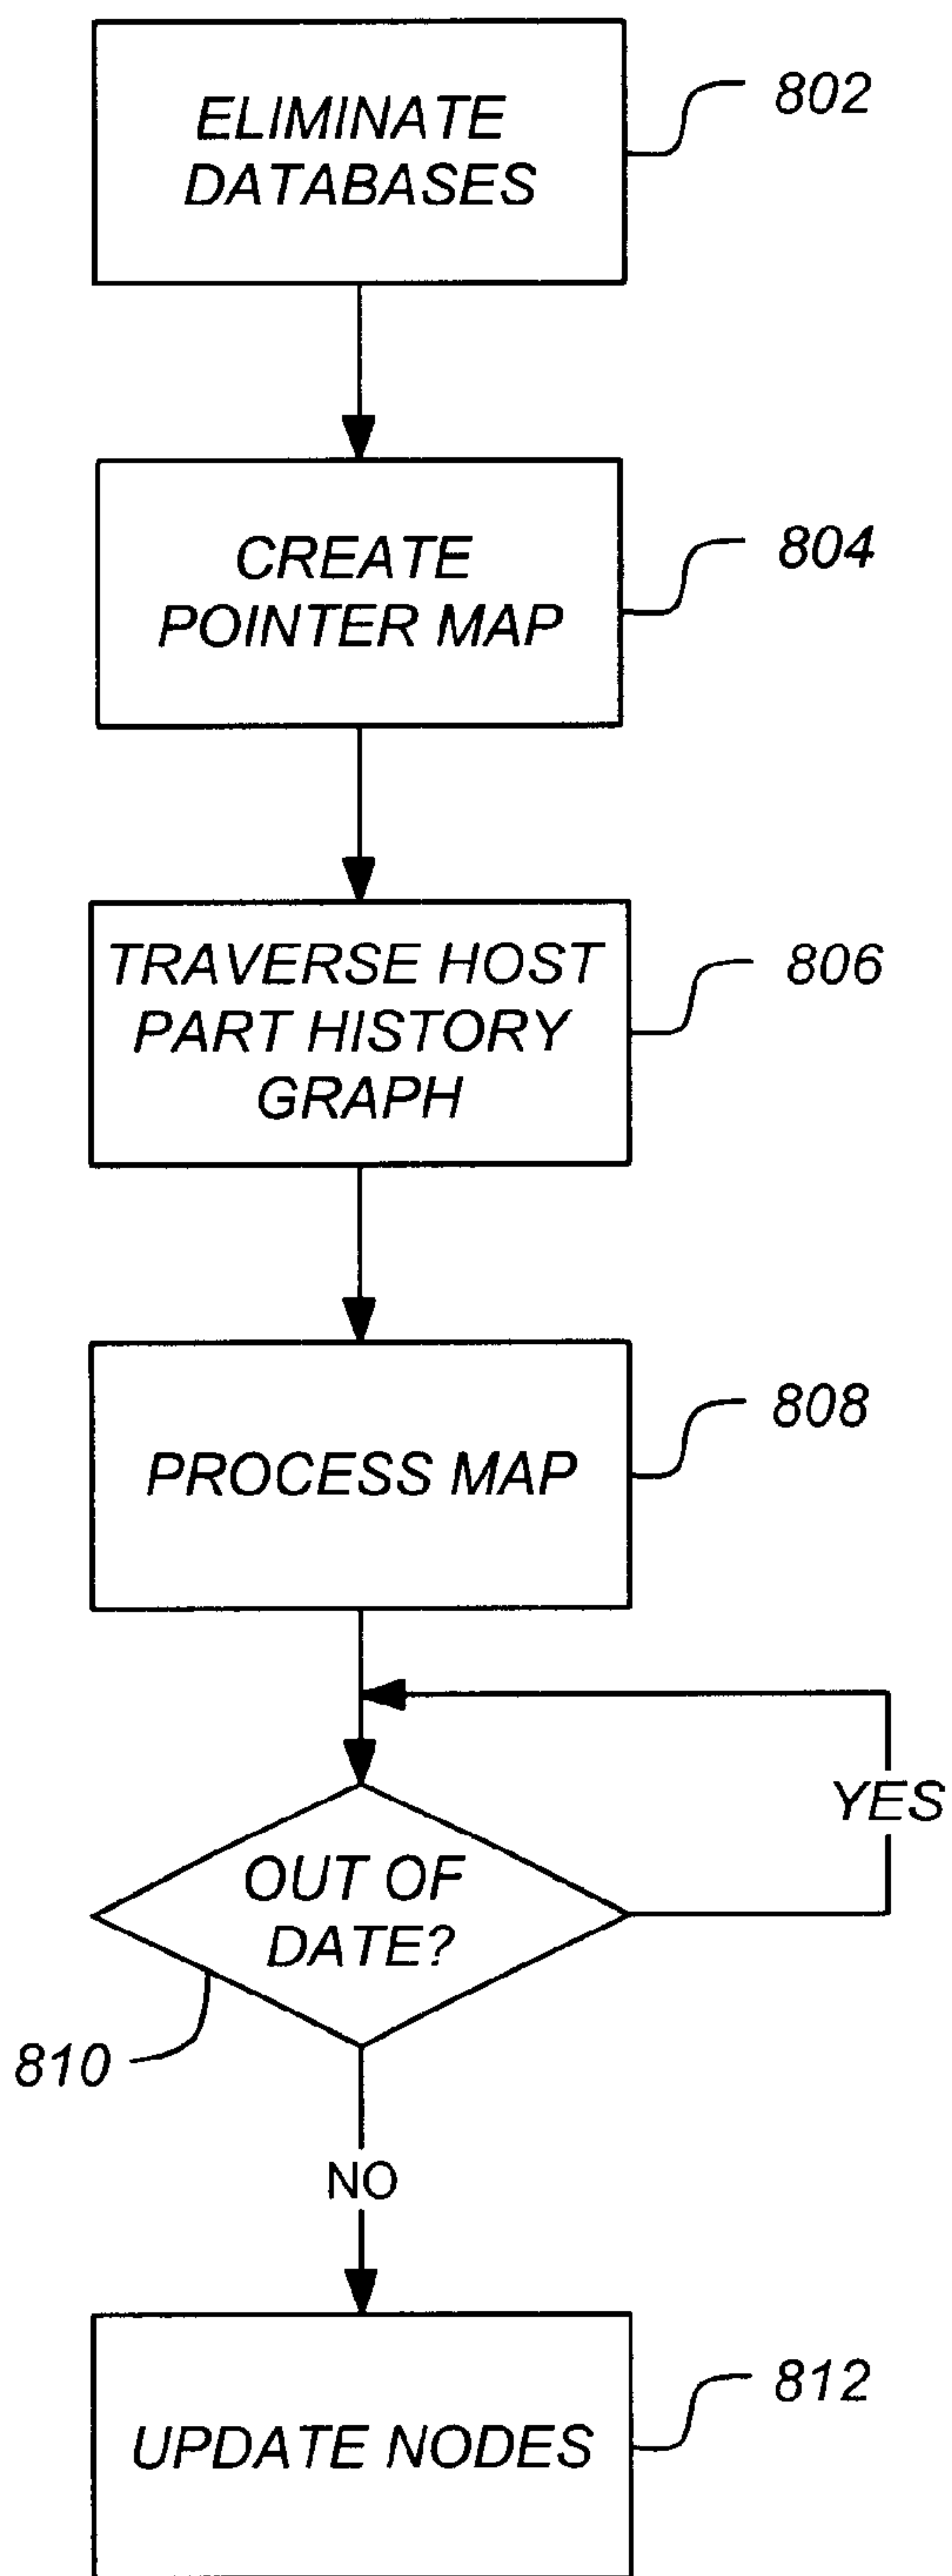 ELIMINATE
DATABASES
802
CREATE
POINTER MAP
804
TRAVERSE HOST
PART HISTORY
GRAPH
806
PROCESS MAP
808
YES
OUT OF
DATE?
810
NO
UPDATE NODES
812